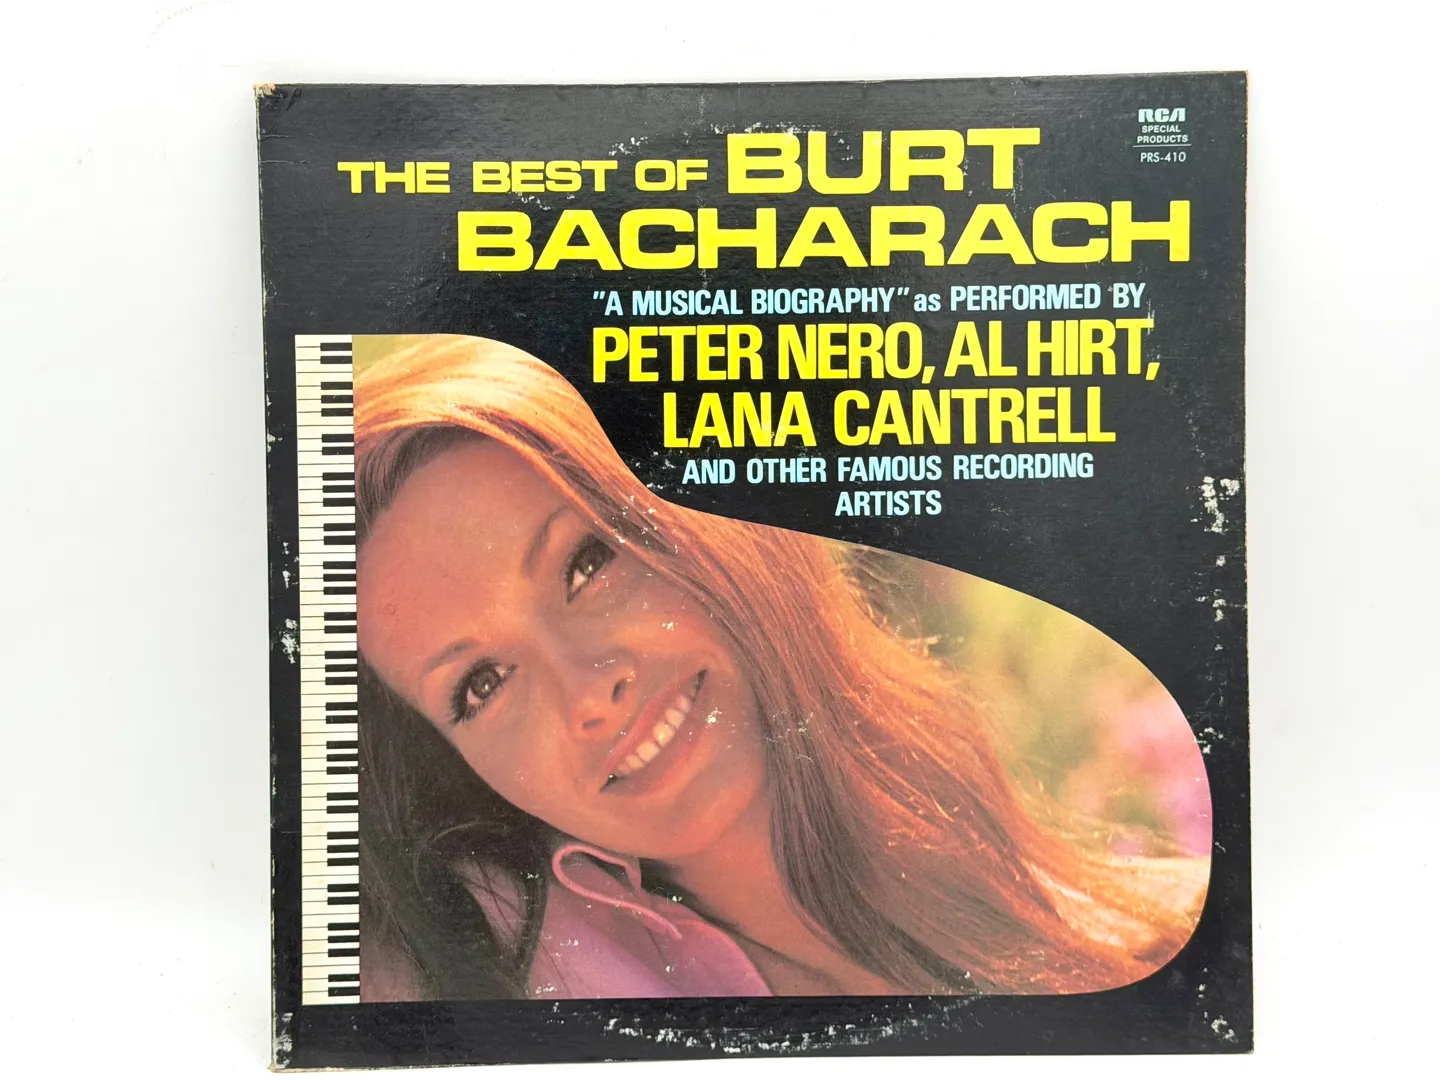 RCA
SPECIAL
PRODUCTS
PRS-410
THE BEST OF BURT
BACHARACH
"A MUSICAL BIOGRAPHY" as PERFORMED BY
PETER NERO, AL HIRT,
LANA CANTRELL
AND OTHER FAMOUS RECORDING
ARTISTS